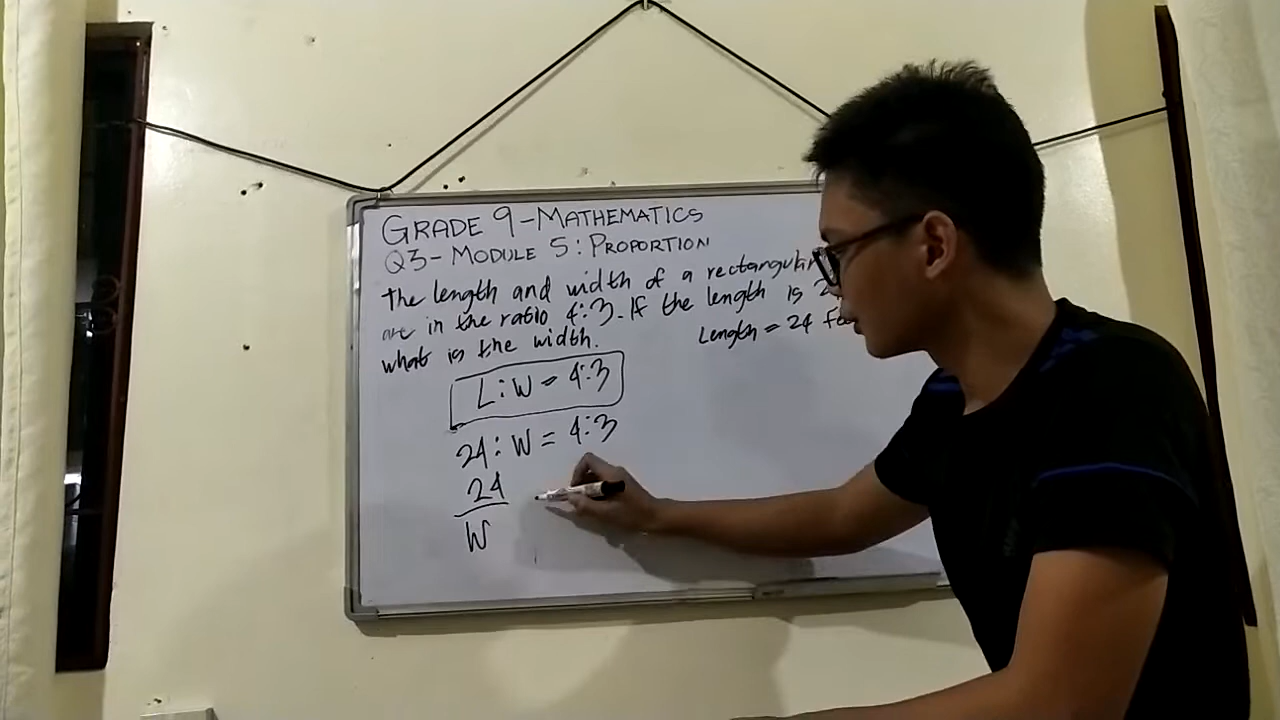 GRADE 9-MATHEMATICS
Q3-MODULE 5: PROPORTION
The length and width of a rectangular
are in the ratio 4:3. If the length is
what is the width.
Length = 24
L:W = 4:3
24:W = 4:3
24
W